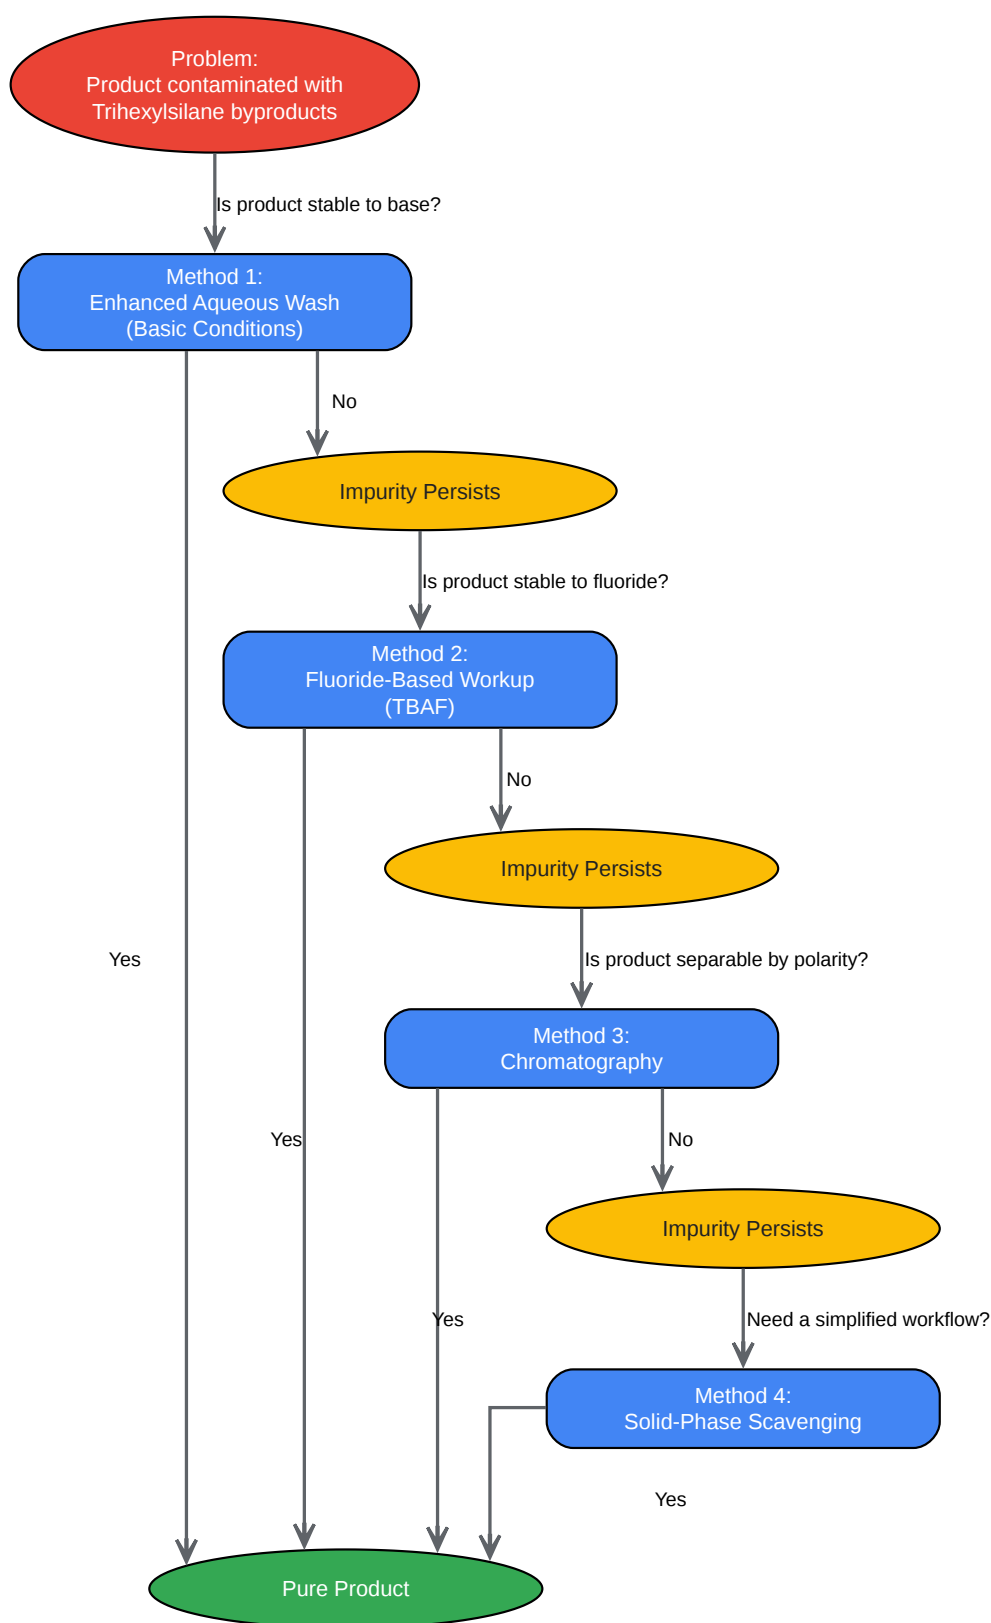 Problem:
Product contaminated with
Trihexylsilane byproducts
Is product stable to base?
Method 1:
Enhanced Aqueous Wash
(Basic Conditions)
No
Impurity Persists
Is product stable to fluoride?
Method 2:
Fluoride-Based Workup
(TBAF)
No
Impurity Persists
Yes
Is product separable by polarity?
Method 3:
Chromatography
Yes
No
Impurity Persists
Yes
Need a simplified workflow?
Method 4:
Solid-Phase Scavenging
Yes
Pure Product